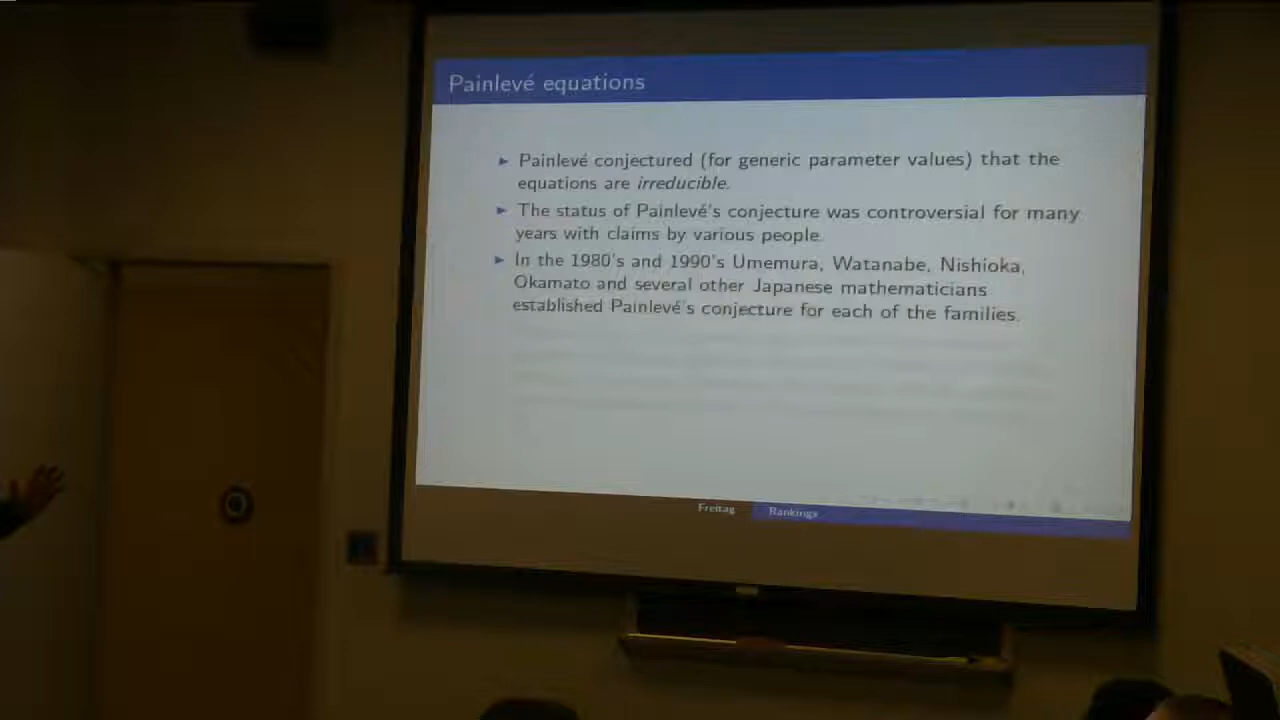 Painlevé equations
► Painlevé conjectured (for generic parameter values) that the
equations are irreducible.
► The status of Painlevé's conjecture was controversial for many
years with claims by various people.
► In the 1980's and 1990's Umemura, Watanabe, Nishioka,
Okamato and several other Japanese mathematicians
established Painlevé's conjecture for each of the families.
Freitag Rankings